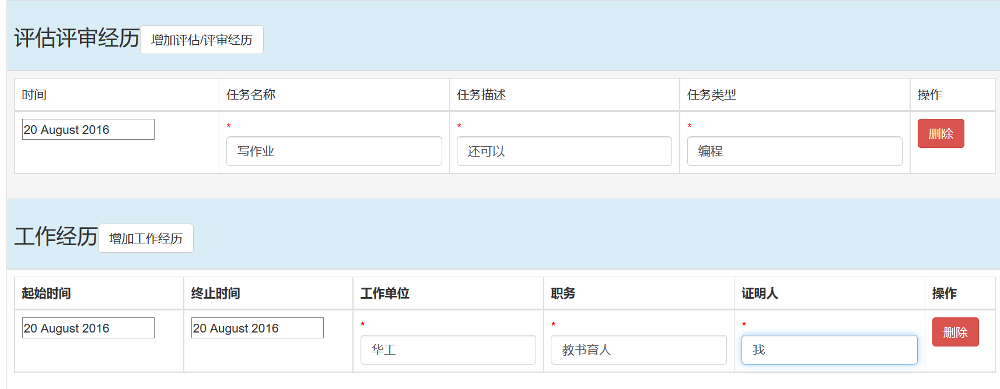 评估评审经历 增加评估/评审经历
时间 任务名称 任务描述 任务类型 操作
20 August 2016 * * * 删除
写作业 还可以 编程
工作经历 增加工作经历
起始时间 终止时间 工作单位 职务 证明人 操作
20 August 2016 20 August 2016 * * * 删除
华工 教书育人 我